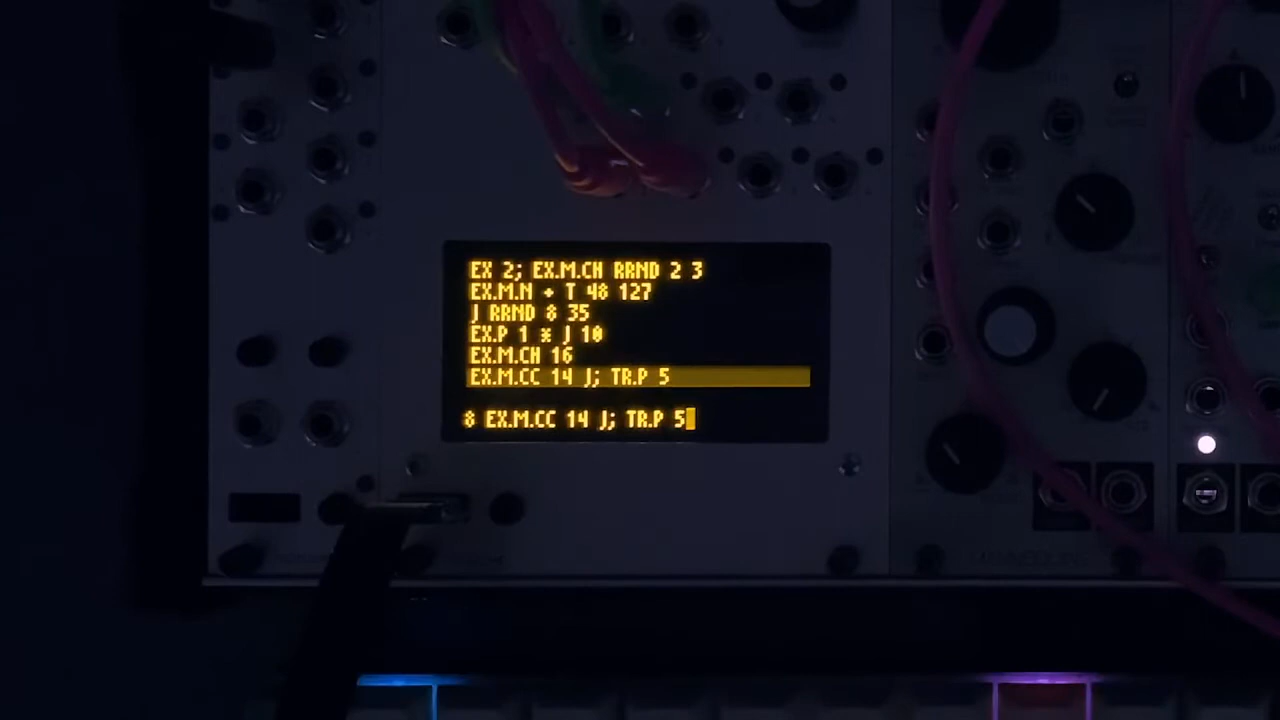 EX 2; EX.M.CH RRND 2 3
EX.M.N + T 48 127
J RRND 8 35
EX.P 1 * J 10
EX.M.CH 16
EX.M.CC 14 J; TR.P 5
8 EX.M.CC 14 J; TR.P 5